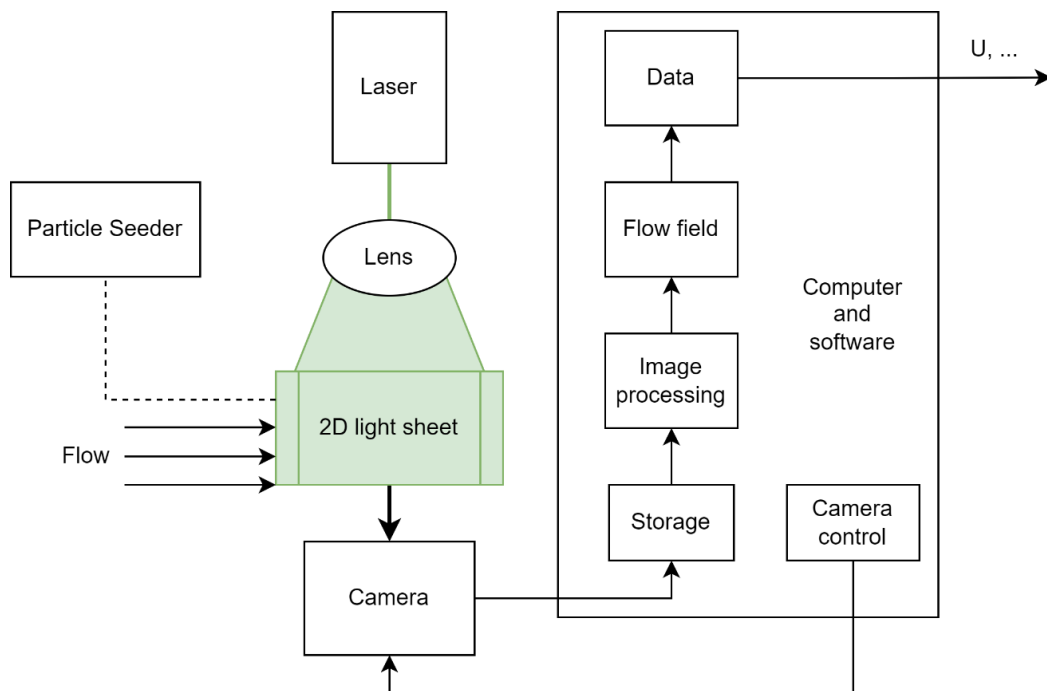 U, ...
Laser
Data
Particle Seeder
Lens
Flow field
Computer
and
software
Image
processing
2D light sheet
Flow
Storage
Camera
control
Camera